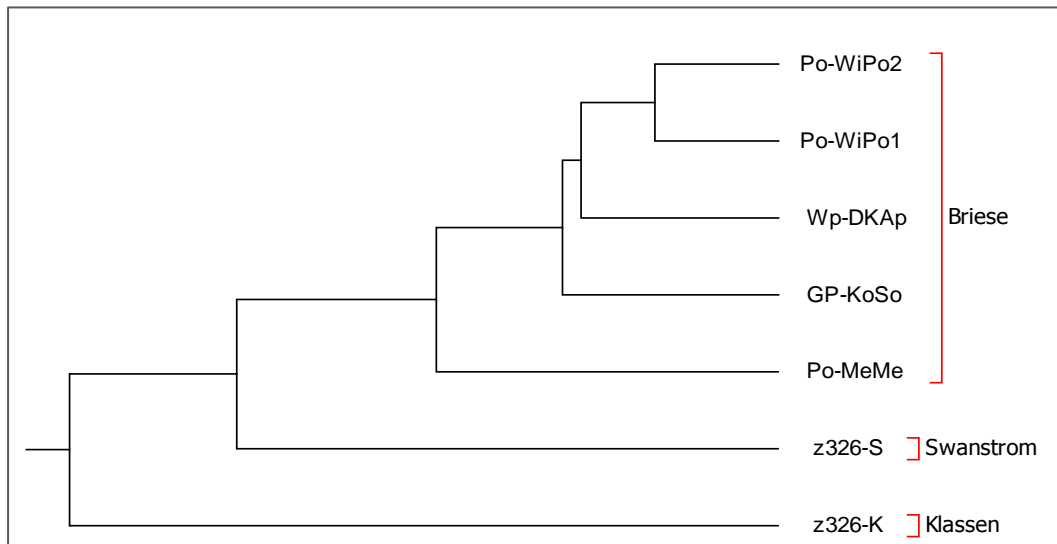 Po-WiPo2
Po-WiPo1
Wp-DKAp
Briese
GP-KoSo
Po-MeMe
z326-S
Swanstrom
z326-K
Klassen